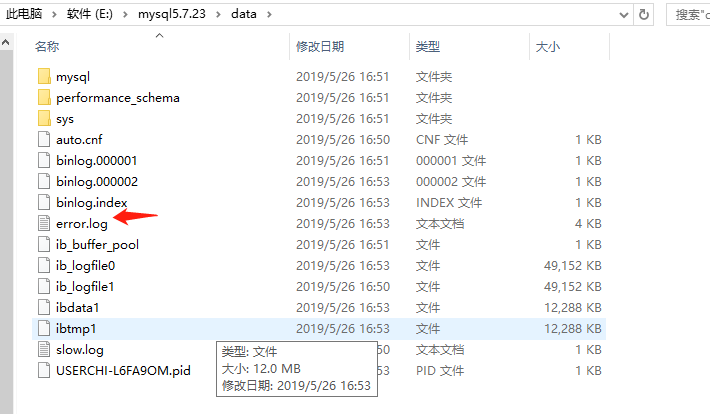 此电脑 > 软件 (E:) > mysql5.7.23 > data > 搜索"d
名称 修改日期 类型 大小
mysql 2019/5/26 16:51 文件夹
performance_schema 2019/5/26 16:51 文件夹
sys 2019/5/26 16:51 文件夹
auto.cnf 2019/5/26 16:50 CNF 文件 1 KB
binlog.000001 2019/5/26 16:51 000001 文件 1 KB
binlog.000002 2019/5/26 16:53 000002 文件 1 KB
binlog.index 2019/5/26 16:53 INDEX 文件 1 KB
error.log 2019/5/26 16:53 文本文档 4 KB
ib_buffer_pool 2019/5/26 16:51 文件 1 KB
ib_logfile0 2019/5/26 16:53 文件 49,152 KB
ib_logfile1 2019/5/26 16:50 文件 49,152 KB
ibdata1 2019/5/26 16:53 文件 12,288 KB
ibtmp1 2019/5/26 16:53 文件 12,288 KB
slow.log 50 文本文档 1 KB
USERCHI-L6FA9OM.pid 53 PID 文件 1 KB
类型: 文件
大小: 12.0 MB
修改日期: 2019/5/26 16:53